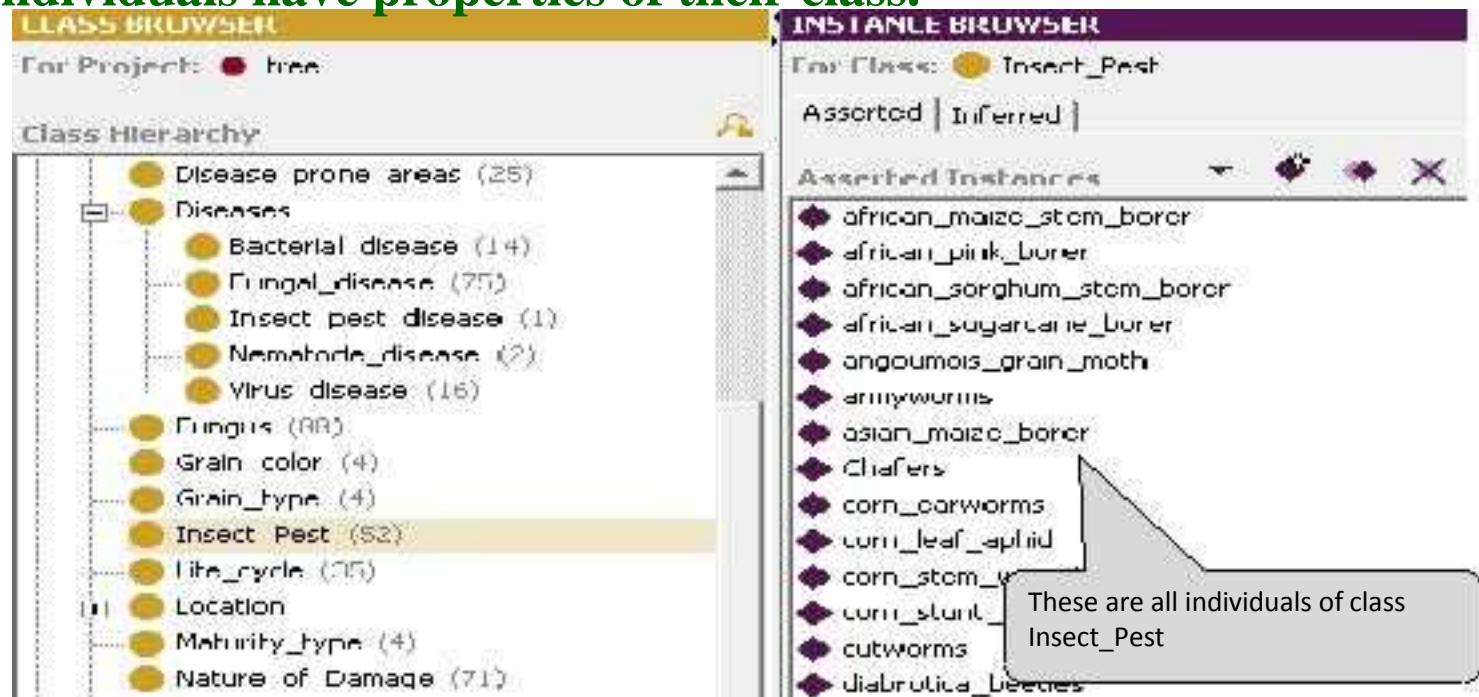 individuals have properties of their class.
CLASS BROWSER
For Project: tree
Class Hierarchy
Disease prone areas (25)
Diseases
Bacterial disease (14)
Fungal_disease (75)
Insect pest disease (1)
Nematode_disease (2)
Virus disease (16)
Fungus (88)
Grain color (4)
Grain_type (4)
Insect Pest (52)
Life_cycle (35)
Location
Maturity_type (4)
Nature of Damage (71)
INSTANCE BROWSER
For Class: Insect_Pest
Asserted Inferred
Asserted Instances
african_maize_stem_borer
african_pink_borer
african_sorghum_stem_borer
african_sugarcane_borer
angoumois_grain_moth
armyworms
asian_maize_borer
Chafers
corn_earworms
corn_leaf_aphid
corn_stem_
corn_stunt_
cutworms
diabrotica_beetles
These are all individuals of class
Insect_Pest